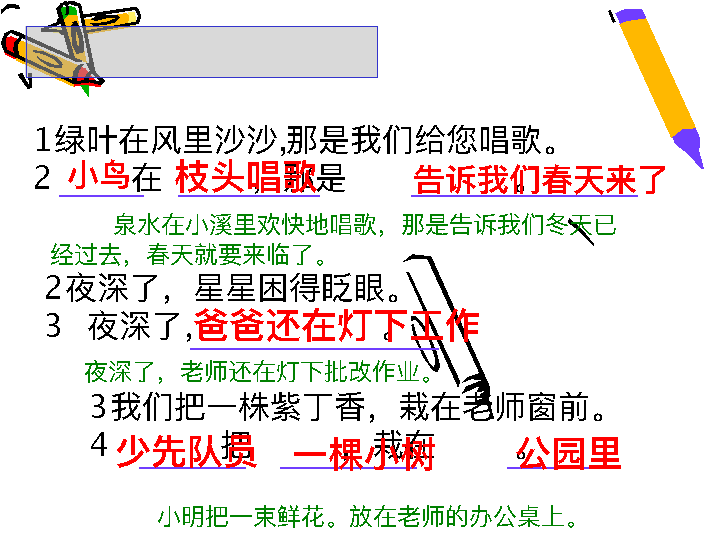 1绿叶在风里沙沙,那是我们给您唱歌。
2 小鸟在 枝头唱歌,那是 告诉我们春天来了。
泉水在小溪里欢快地唱歌，那是告诉我们冬天已
经过去，春天就要来临了。
2夜深了，星星困得眨眼。
3 夜深了,爸爸还在灯下工作。
夜深了，老师还在灯下批改作业。
3我们把一株紫丁香，栽在老师窗前。
4 少先队员把 一棵小树 栽在 公园里。
小明把一束鲜花。放在老师的办公桌上。